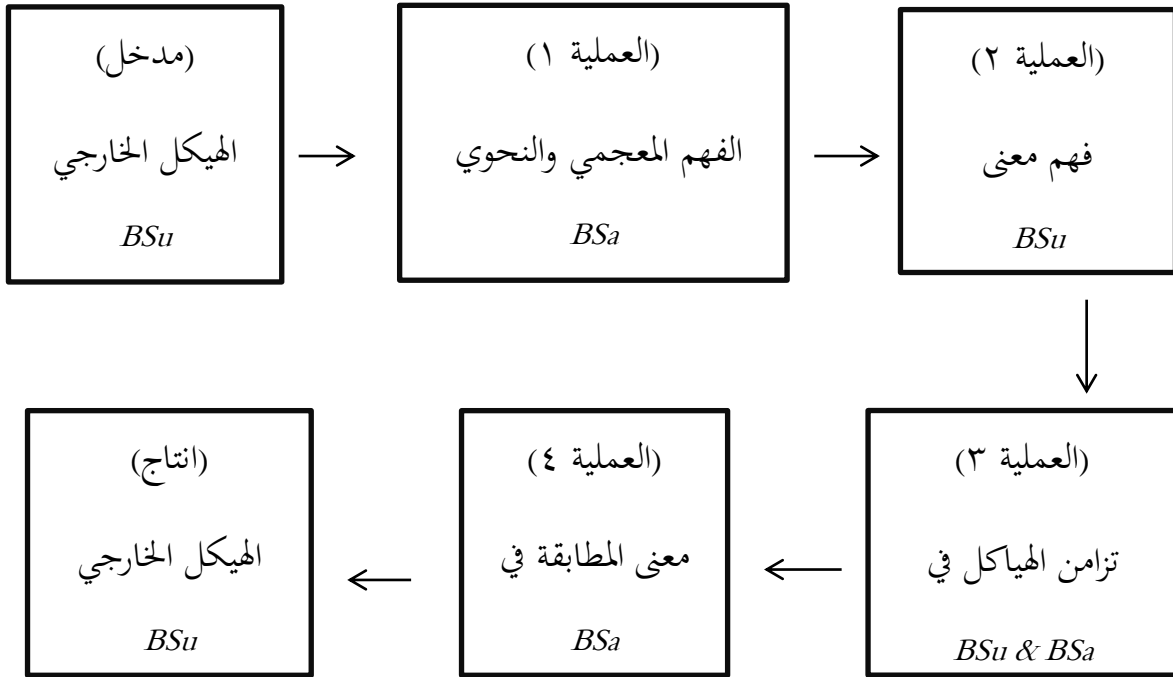 (مدخل)
الهيكل الخارجي
BSu
(العملية ١)
الفهم المعجمي والنحوي
BSa
(العملية ٢)
فهم معنى
BSu
(العملية ٣)
تزامن الهياكل في
BSu & BSa
(العملية ٤)
معنى المطابقة في
BSa
(انتاج)
الهيكل الخارجي
BSu